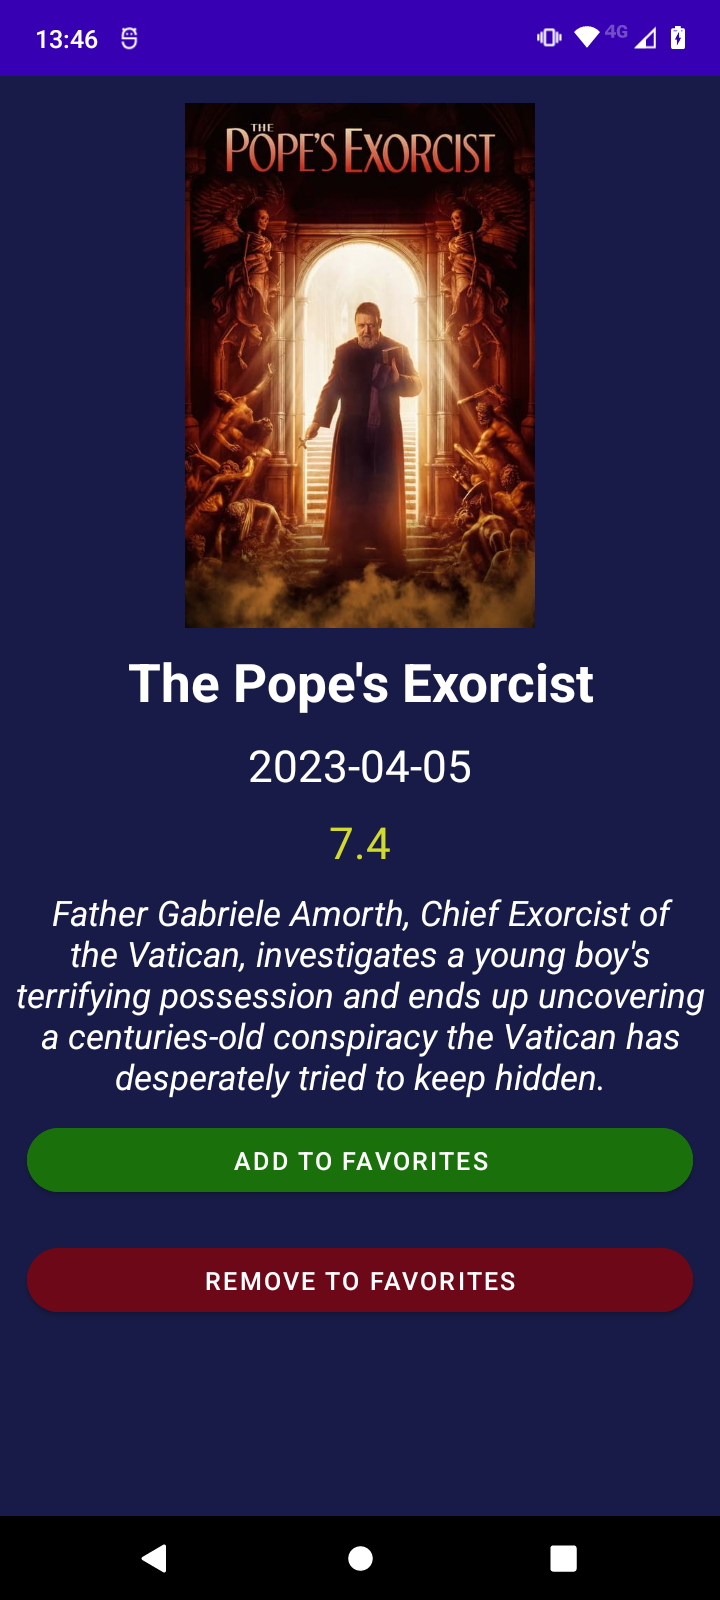 13:46
4G
THE
POPE'S EXORCIST
The Pope's Exorcist
2023-04-05
7.4
Father Gabriele Amorth, Chief Exorcist of
the Vatican, investigates a young boy's
terrifying possession and ends up uncovering
a centuries-old conspiracy the Vatican has
desperately tried to keep hidden.
ADD TO FAVORITES
REMOVE TO FAVORITES